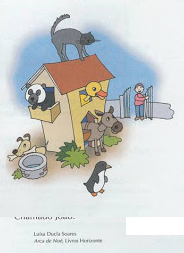 Chamado João.
Luísa Ducla Soares
Arca de Noé, Livros Horizonte